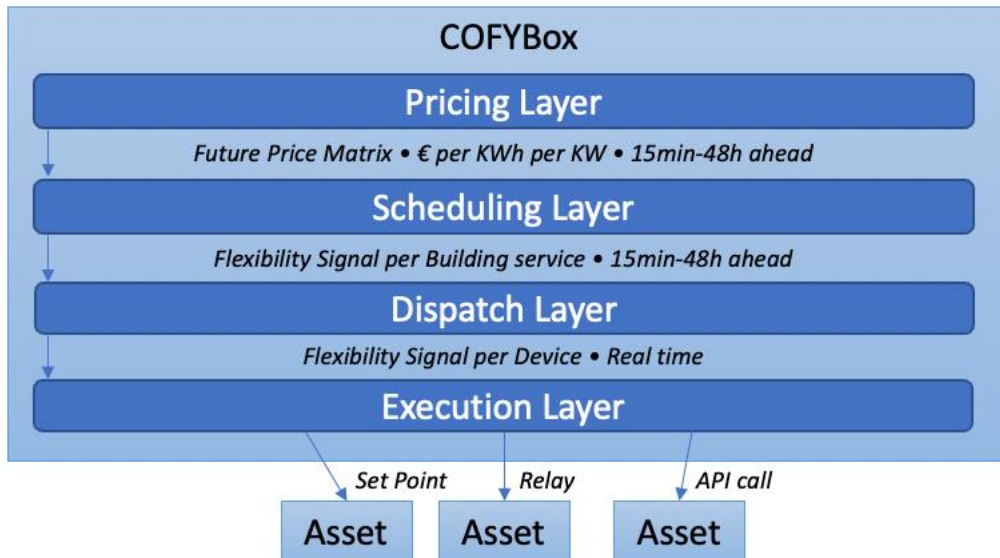 COFYBox
Pricing Layer
Future Price Matrix • € per KWh per KW • 15min-48h ahead
Scheduling Layer
Flexibility Signal per Building service • 15min-48h ahead
Dispatch Layer
Flexibility Signal per Device • Real time
Execution Layer
Set Point Relay API call
Asset Asset Asset